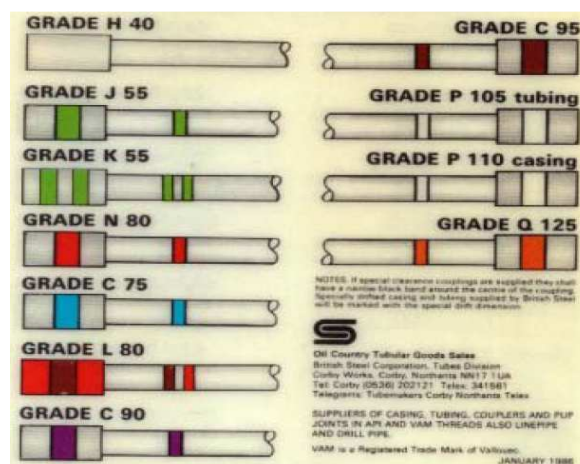 GRADE H 40
GRADE J 55
GRADE K 55
GRADE N 80
GRADE C 75
GRADE L 80
GRADE C 90
GRADE C 95
GRADE P 105 tubing
GRADE P 110 casing
GRADE Q 125
NOTES. If special clearance couplings are supplied they shall
have a narrow black band around the centre of the coupling.
Specially drifted casing and tubing supplied by British Steel
will be marked with the special drift dimension.
Oil Country Tubular Goods Sales
British Steel Corporation, Tubes Division
Corby Works, Corby, Northants NN17 1UA
Tel: Corby (0536) 202121 Telex: 341561
Telegrams: Tubemakers Corby Northants Telex
SUPPLIERS OF CASING, TUBING, COUPLERS AND PUP
JOINTS IN API AND VAM THREADS ALSO LINEPIPE
AND DRILL PIPE.
VAM is a Registered Trade Mark of Vallourec.
JANUARY 1986